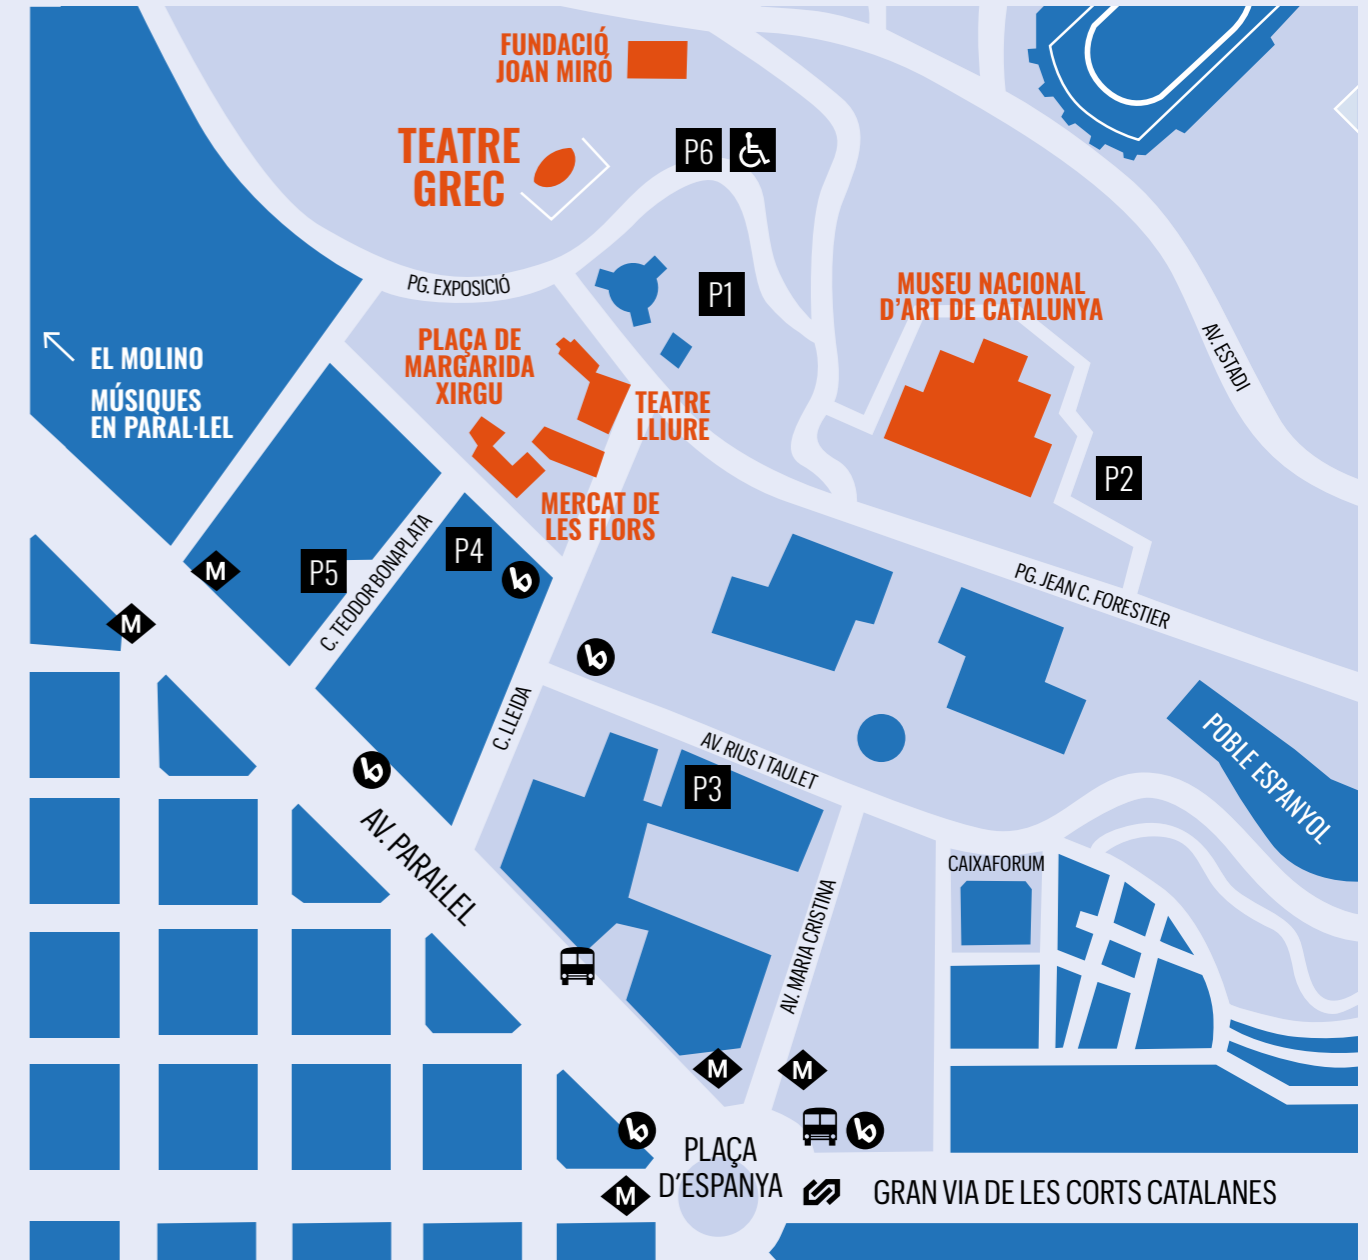 FUNDACIÓ
JOAN MIRÓ
TEATRE
GREC
P6
PG. EXPOSICIÓ
P1
MUSEU NACIONAL
D'ART DE CATALUNYA
AV. ESTADI
EL MOLINO
MÚSIQUES
EN PARAL·LEL
PLAÇA DE
MARGARIDA
XIRGU
TEATRE
LLIURE
P2
MERCAT DE
LES FLORS
P4
P5
C. TEODOR BONAPLATA
M
b
M
PG. JEAN C. FORESTIER
b
C. LLEIDA
AV. RIUS I TAULET
POBLE ESPANYOL
P3
b
AV. PARAL·LEL
CAIXAFORUM
AV. MARIA CRISTINA
M
M
b
b
PLAÇA
D'ESPANYA
M
GRAN VIA DE LES CORTS CATALANES